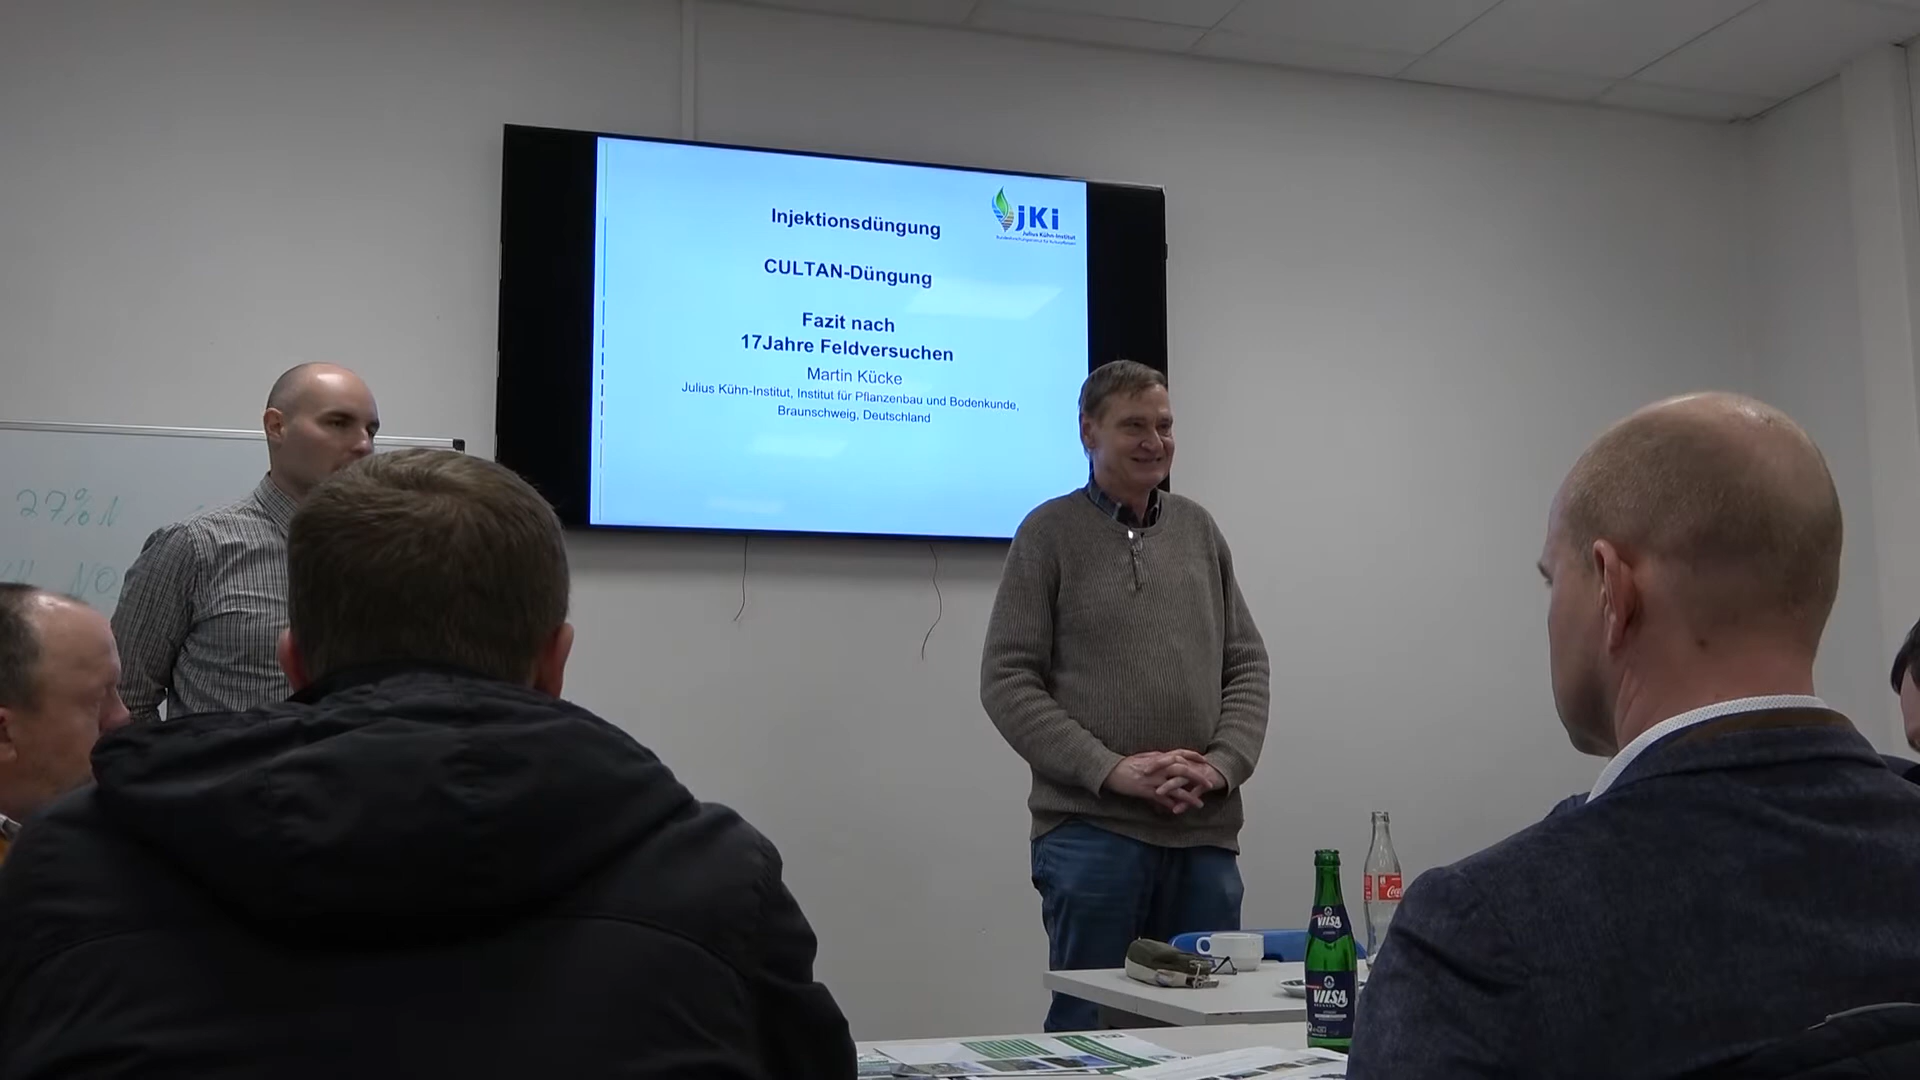 Injektionsdüngung
jKi
Julius Kühn-Institut
CULTAN-Düngung
Fazit nach
17Jahre Feldversuchen
Martin Kücke
Julius Kühn-Institut, Institut für Pflanzenbau und Bodenkunde,
Braunschweig, Deutschland
27% N
VILSA
VILSA